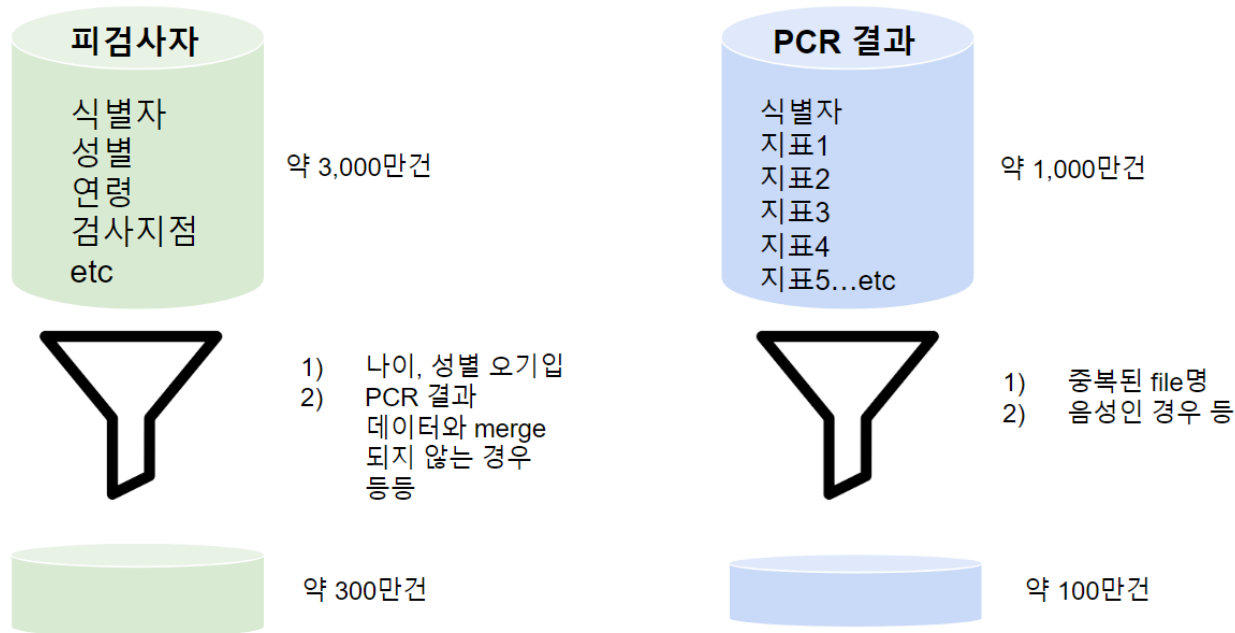 피검사자
식별자
성별
연령
검사지점
etc
약 3,000만건
1) 나이, 성별 오기입
2) PCR 결과
데이터와 merge
되지 않는 경우
등등
약 300만건
PCR 결과
식별자
지표1
지표2
지표3
지표4
지표5...etc
약 1,000만건
1) 중복된 file명
2) 음성인 경우 등
약 100만건